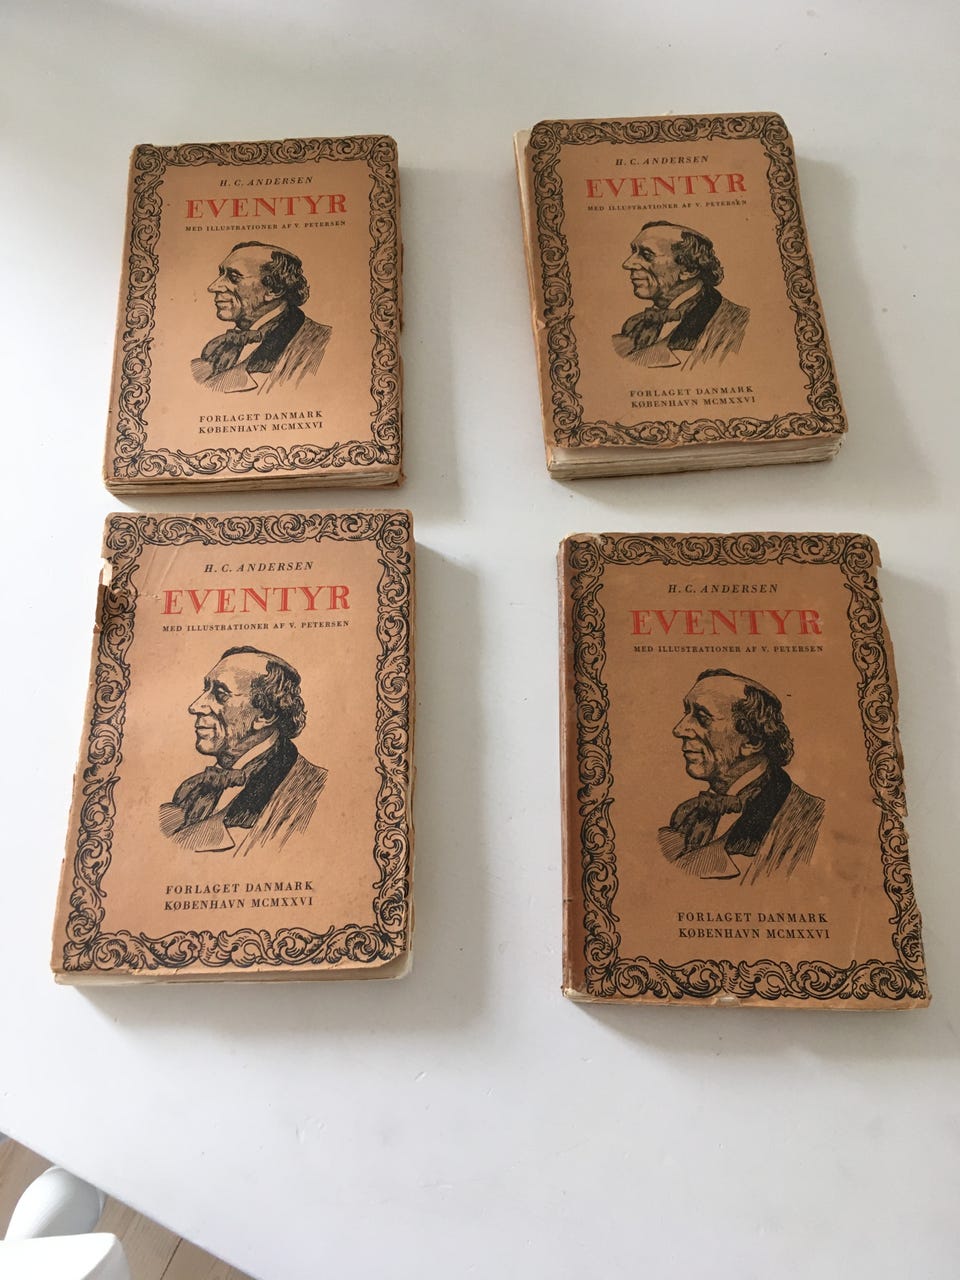 H. C. ANDERSEN
EVENTYR
MED ILLUSTRATIONER AF V. PETERSEN
FORLAGET DANMARK
KØBENHAVN MCMXXVI
H. C. ANDERSEN
EVENTYR
MED ILLUSTRATIONER AF V. PETERSEN
FORLAGET DANMARK
KØBENHAVN MCMXXVI
H. C. ANDERSEN
EVENTYR
MED ILLUSTRATIONER AF V. PETERSEN
FORLAGET DANMARK
KØBENHAVN MCMXXVI
H. C. ANDERSEN
EVENTYR
MED ILLUSTRATIONER AF V. PETERSEN
FORLAGET DANMARK
KØBENHAVN MCMXXVI